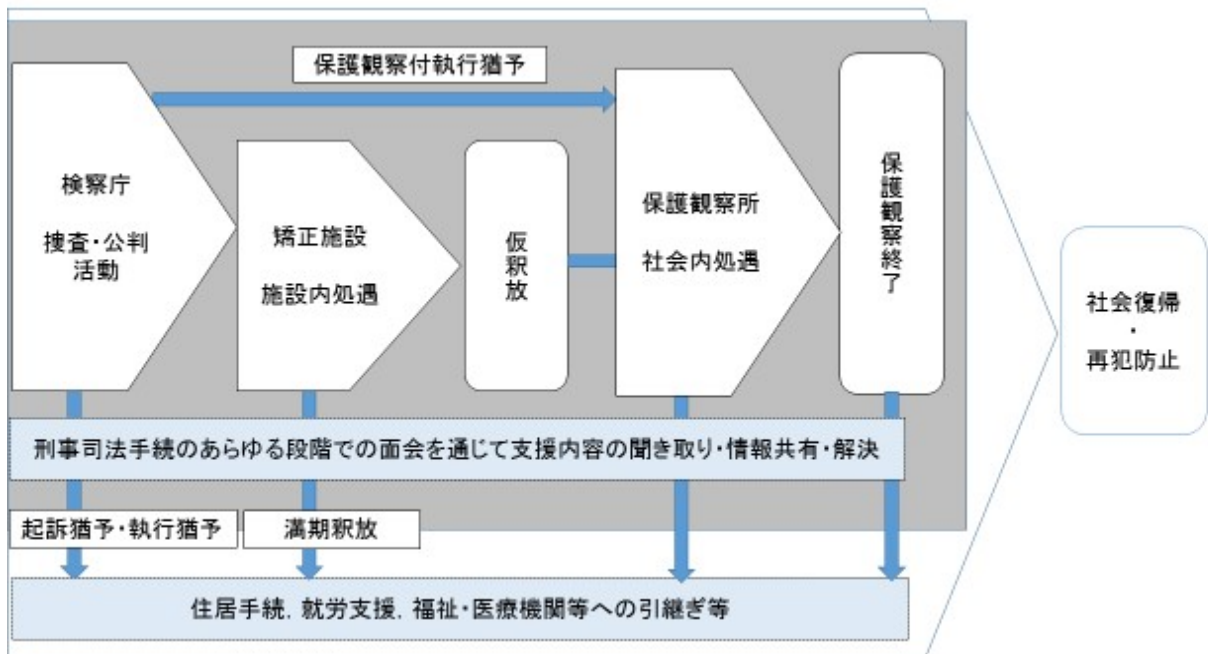 保護観察付執行猶予
検察庁
捜査・公判
活動
矯正施設
施設内処遇
仮釈放
保護観察所
社会内処遇
保護観察終了
社会復帰
・
再犯防止
刑事司法手続のあらゆる段階での面会を通じて支援内容の聞き取り・情報共有・解決
起訴猶予・執行猶予
満期釈放
住居手続，就労支援，福祉・医療機関等への引継ぎ等